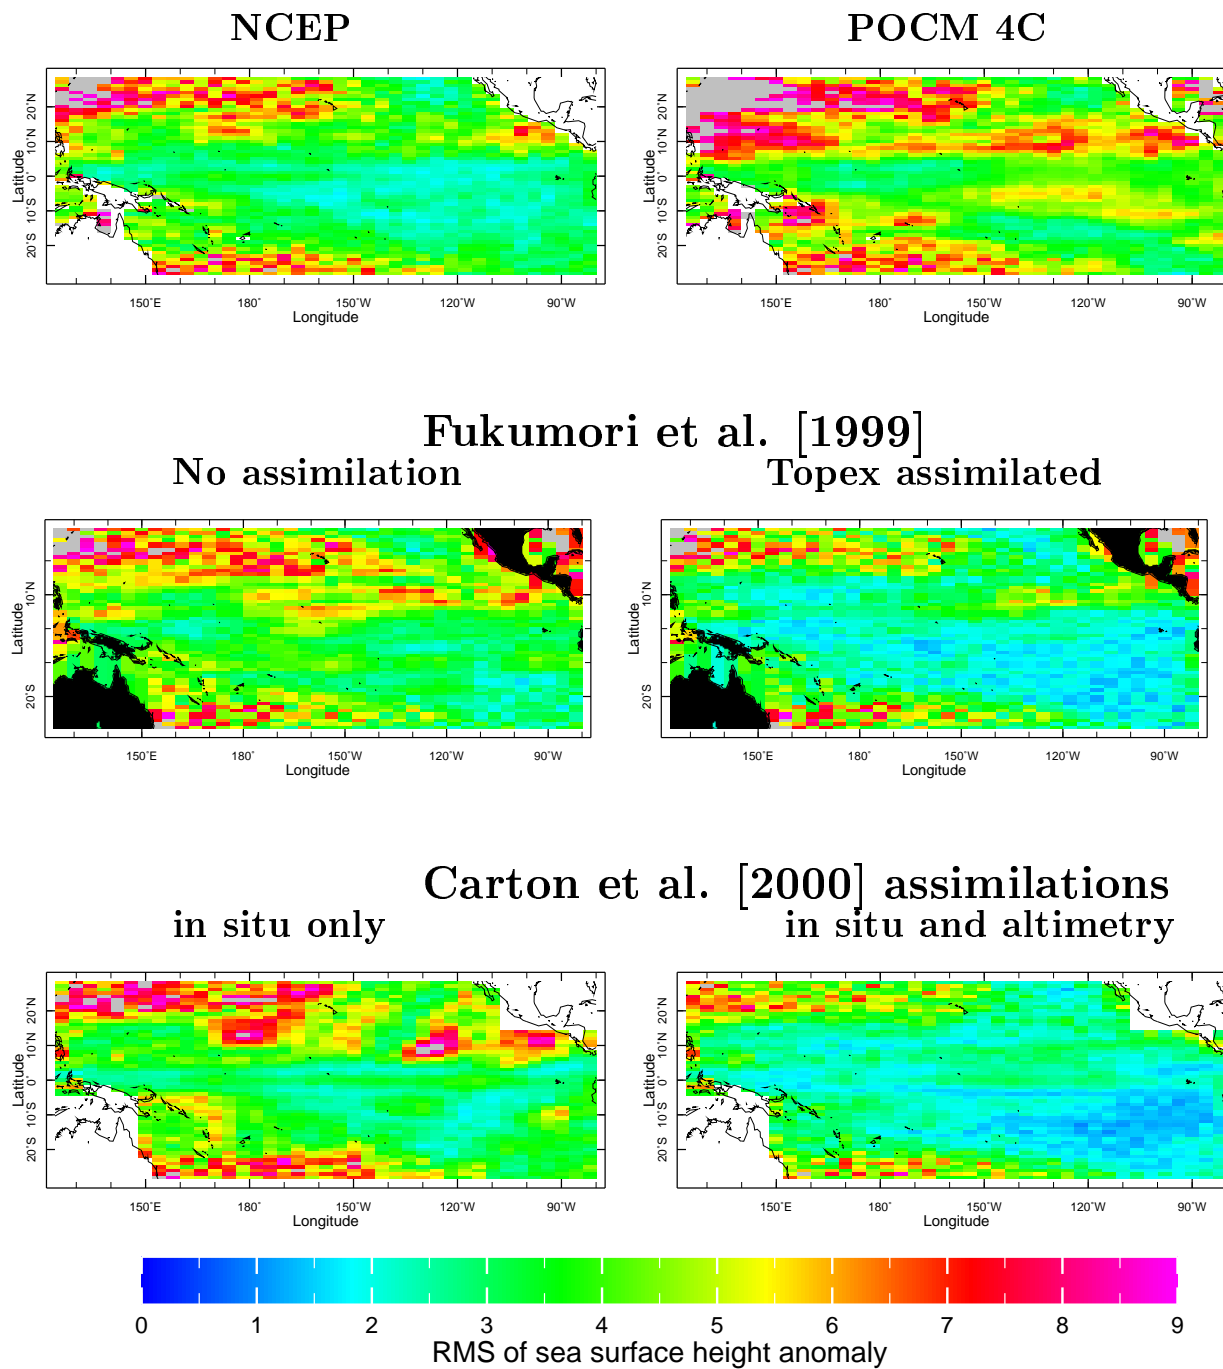 NCEP
POCM 4C
Latitude
20°N
10°N
0°
10°S
20°S
150°E
180°
150°W
120°W
90°W
Longitude
Latitude
20°N
10°N
0°
10°S
20°S
150°E
180°
150°W
120°W
90°W
Longitude
Fukumori et al. [1999]
No assimilation
Topex assimilated
Latitude
10°N
20°S
150°E
180°
150°W
120°W
90°W
Longitude
Latitude
10°N
20°S
150°E
180°
150°W
120°W
90°W
Longitude
Carton et al. [2000] assimilations
in situ only
in situ and altimetry
Latitude
20°N
10°N
0°
10°S
20°S
150°E
180°
150°W
120°W
90°W
Longitude
Latitude
20°N
10°N
0°
10°S
20°S
150°E
180°
150°W
120°W
90°W
Longitude
0 1 2 3 4 5 6 7 8 9
RMS of sea surface height anomaly